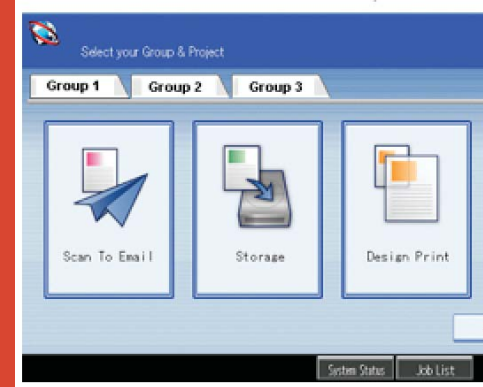 Select your Group & Project
Group 1 Group 2 Group 3
Scan To Email Storage Design Print
System Status Job List